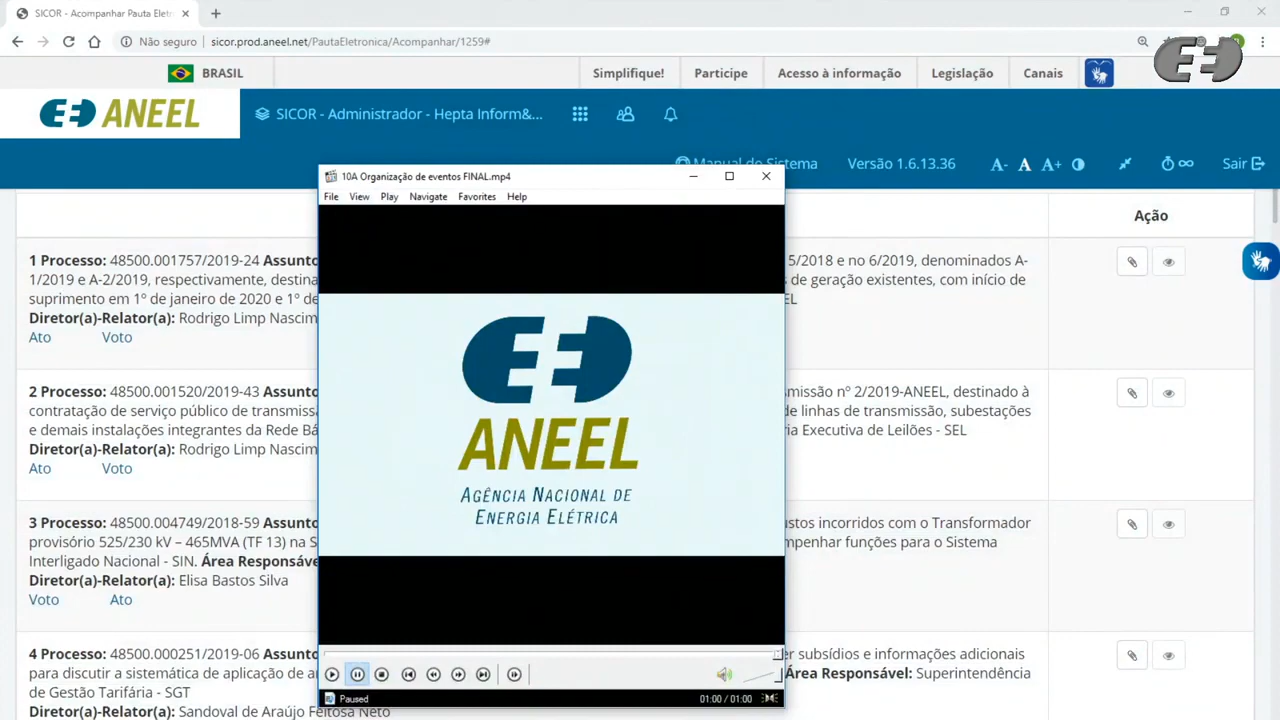 SICOR - Acompanhar Pauta Eletr
Não seguro
sicor.prod.aneel.net/PautaEletronica/Acompanhar/1259#
BRASIL
Simplifique!
Participe
Acesso à informação
Legislação
Canais
ANEEL
SICOR - Administrador - Hepta Inform&...
Manual do Sistema
Versão 1.6.13.36
A- A A+
Sair
Ação
1 Processo: 48500.001757/2019-24 Assunto
5/2018 e no 6/2019, denominados A-
1/2019 e A-2/2019, respectivamente, destina
s de geração existentes, com início de
suprimento em 1º de janeiro de 2020 e 1º de
EL
Diretor(a)-Relator(a): Rodrigo Limp Nascim
Ato Voto
2 Processo: 48500.001520/2019-43 Assunto
missão nº 2/2019-ANEEL, destinado à
contratação de serviço público de transmiss
de linhas de transmissão, subestações
e demais instalações integrantes da Rede Bá
ria Executiva de Leilões - SEL
Diretor(a)-Relator(a): Rodrigo Limp Nascim
Ato Voto
3 Processo: 48500.004749/2018-59 Assunto
ustos incorridos com o Transformador
provisório 525/230 kV – 465MVA (TF 13) na S
mpenhar funções para o Sistema
Interligado Nacional - SIN. Área Responsáve
Diretor(a)-Relator(a): Elisa Bastos Silva
Voto Ato
4 Processo: 48500.000251/2019-06 Assunto
er subsídios e informações adicionais
para discutir a sistemática de aplicação de a
Área Responsável: Superintendência
de Gestão Tarifária - SGT
Diretor(a)-Relator(a): Sandoval de Araújo Feitosa Neto
10A Organização de eventos FINAL.mp4
File View Play Navigate Favorites Help
ANEEL
AGÊNCIA NACIONAL DE
ENERGIA ELÉTRICA
Paused
01:00 / 01:00